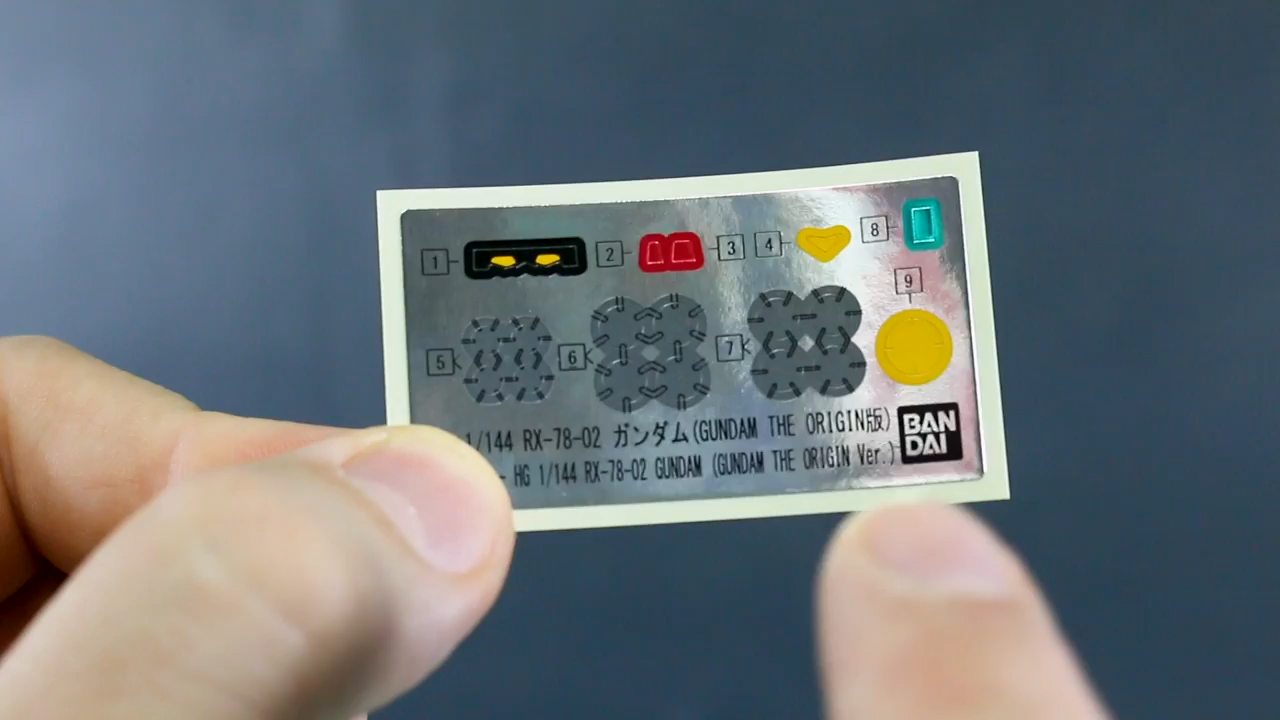 1 2 3 4 8
9
5 6 7
1/144 RX-78-02 ガンダム(GUNDAM THE ORIGIN版)
- HG 1/144 RX-78-02 GUNDAM (GUNDAM THE ORIGIN Ver.)
BAN
DAI